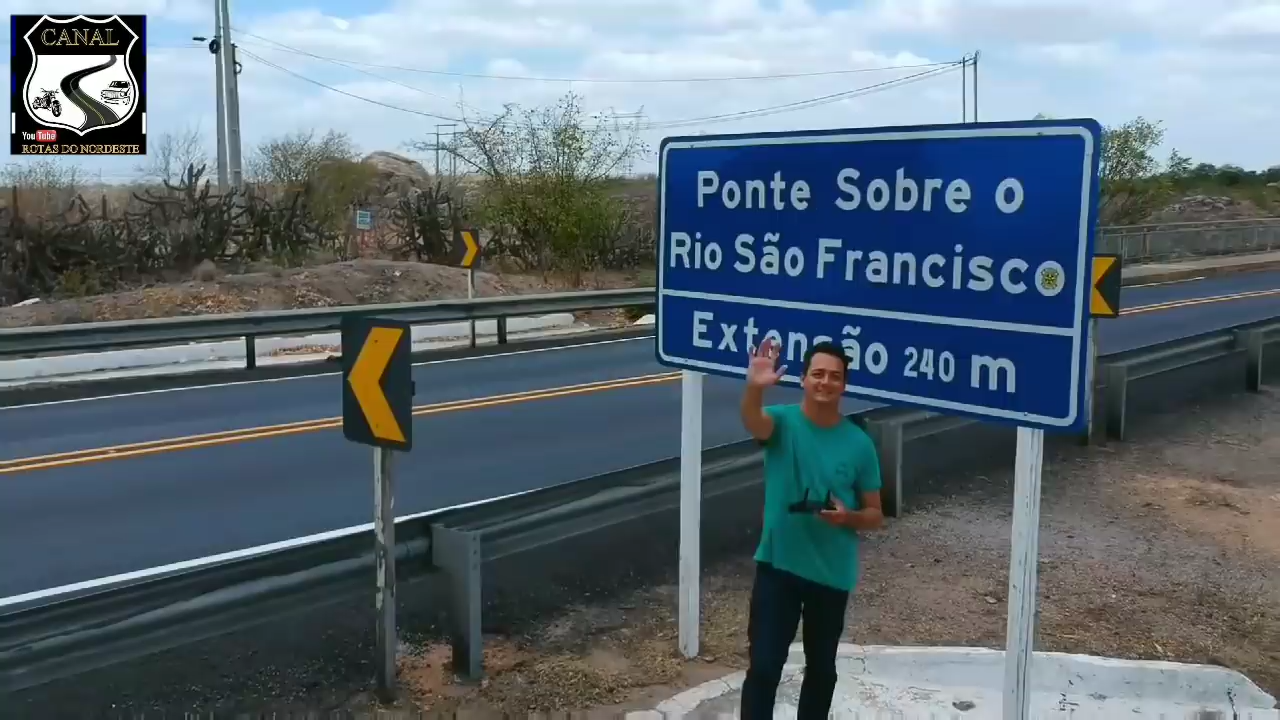 CANAL
YouTube
ROTAS DO NORDESTE
Ponte Sobre o
Rio São Francisco
Extensão 240 m